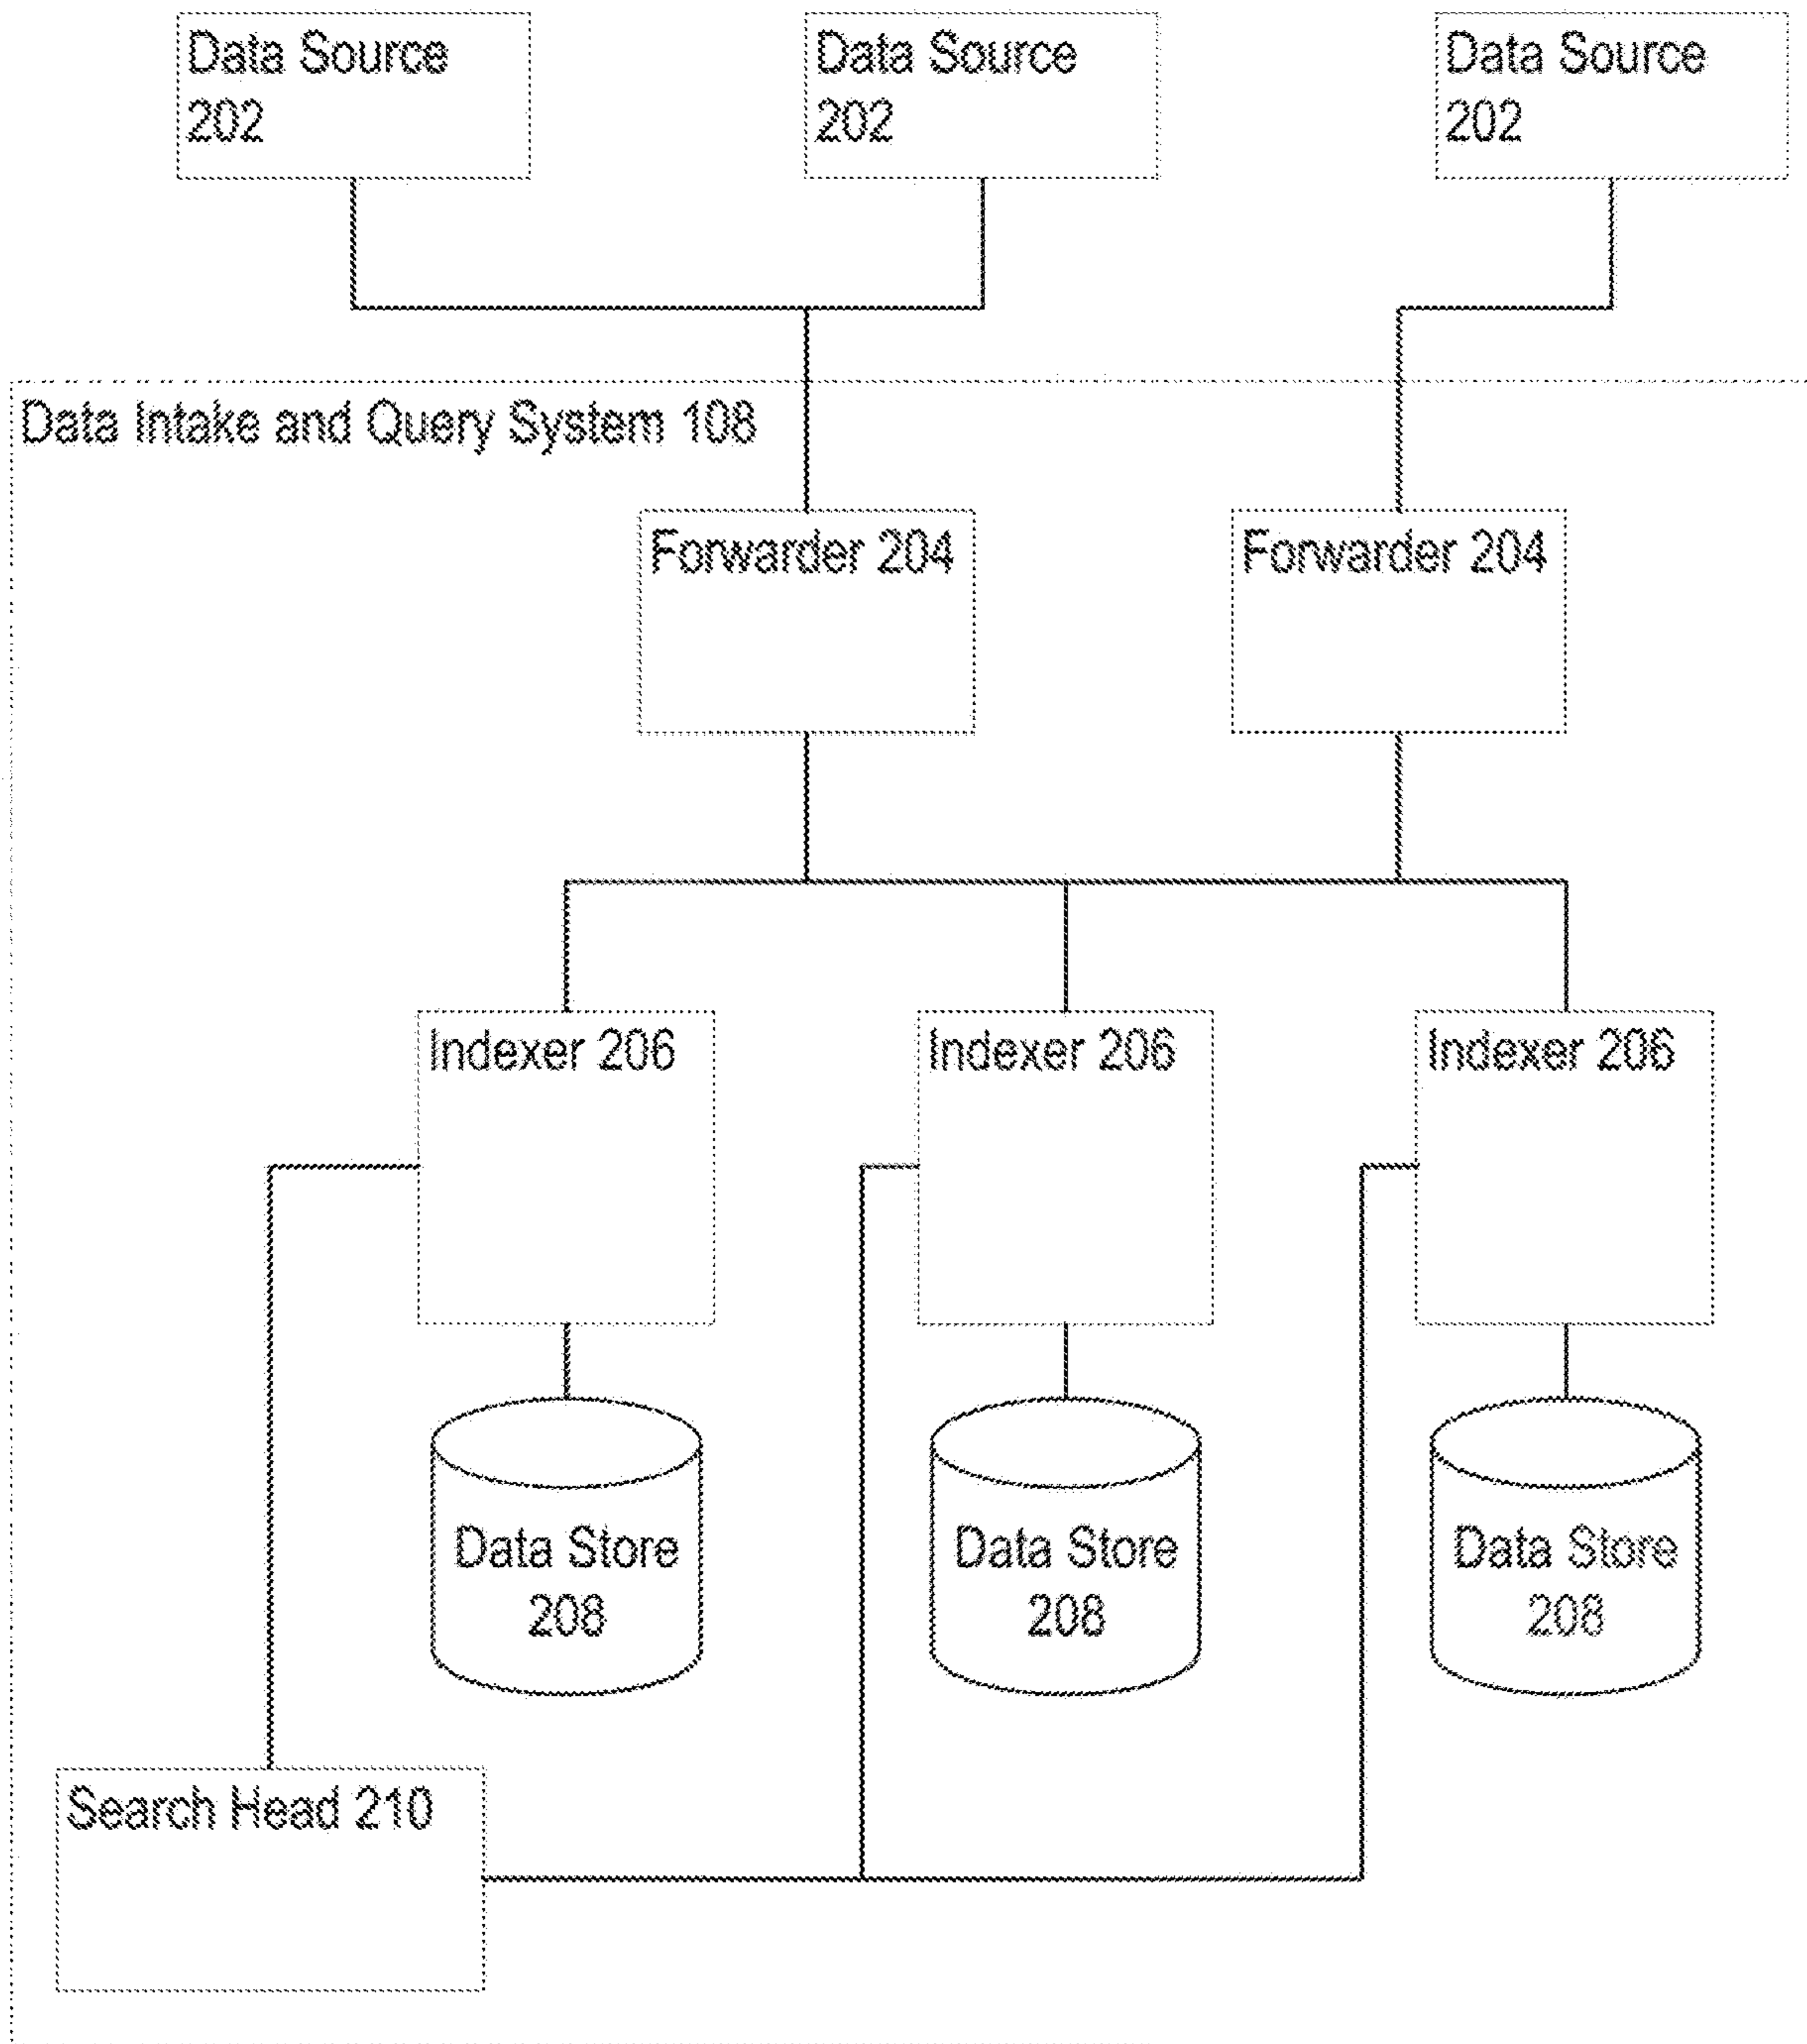 Data Source
202
Data Source
202
Data Source
202
Data Intake and Query System 108
Forwarder 204
Forwarder 204
Indexer 206
Indexer 206
Indexer 206
Data Store
208
Data Store
208
Data Store
208
Search Head 210